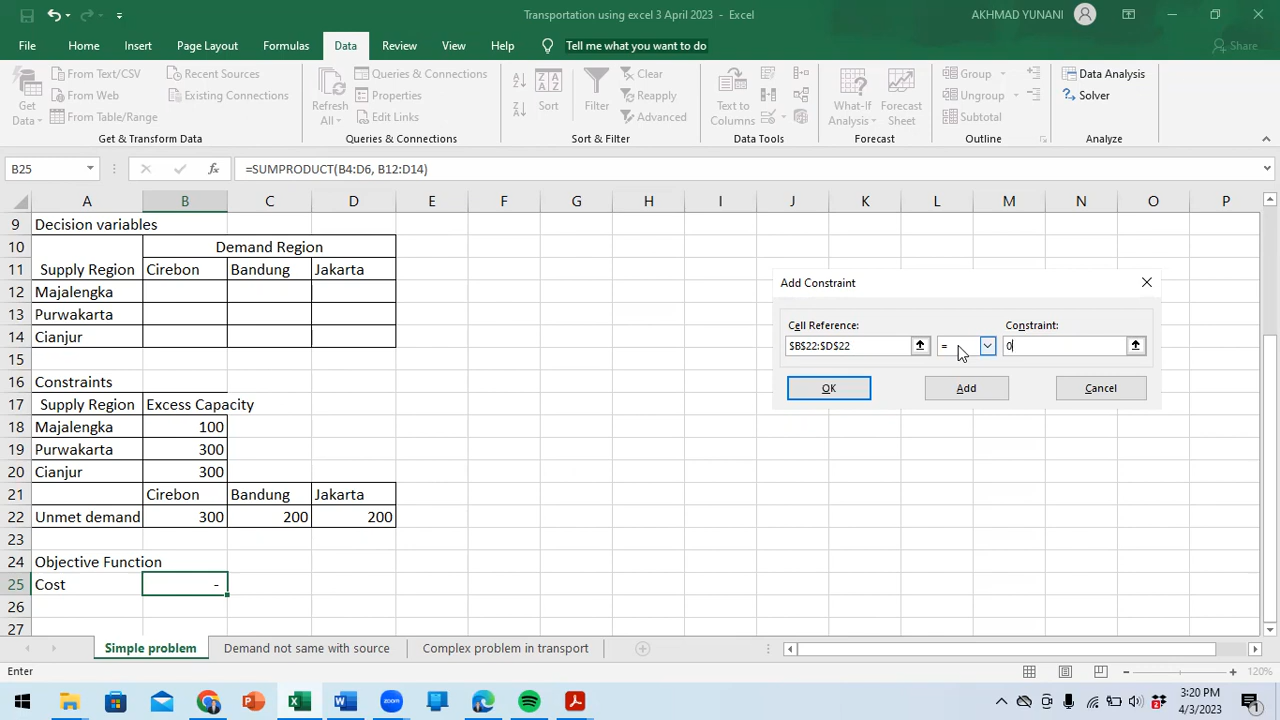 Transportation using excel 3 April 2023 - Excel
AKHMAD YUNANI
File Home Insert Page Layout Formulas Data Review View Help Tell me what you want to do Share
Get Data
From Text/CSV
From Web
From Table/Range
Recent Sources
Existing Connections
Get & Transform Data
Refresh All
Queries & Connections
Properties
Edit Links
Queries & Connections
Sort
Filter
Clear
Reapply
Advanced
Sort & Filter
Text to Columns
Data Tools
What-If Analysis
Forecast Sheet
Forecast
Group
Ungroup
Subtotal
Outline
Data Analysis
Solver
Analyze
B25 fx =SUMPRODUCT(B4:D6, B12:D14)
A B C D E F G H I J K L M N O P
9 Decision variables
10 Demand Region
11 Supply Region Cirebon Bandung Jakarta
12 Majalengka
13 Purwakarta
14 Cianjur
15
16 Constraints
17 Supply Region Excess Capacity
18 Majalengka 100
19 Purwakarta 300
20 Cianjur 300
21 Cirebon Bandung Jakarta
22 Unmet demand 300 200 200
23
24 Objective Function
25 Cost -
26
27
Add Constraint
Cell Reference: Constraint:
$B$22:$D$22 = 0
OK Add Cancel
Simple problem Demand not same with source Complex problem in transport
Enter
120%
3:20 PM
4/3/2023
1